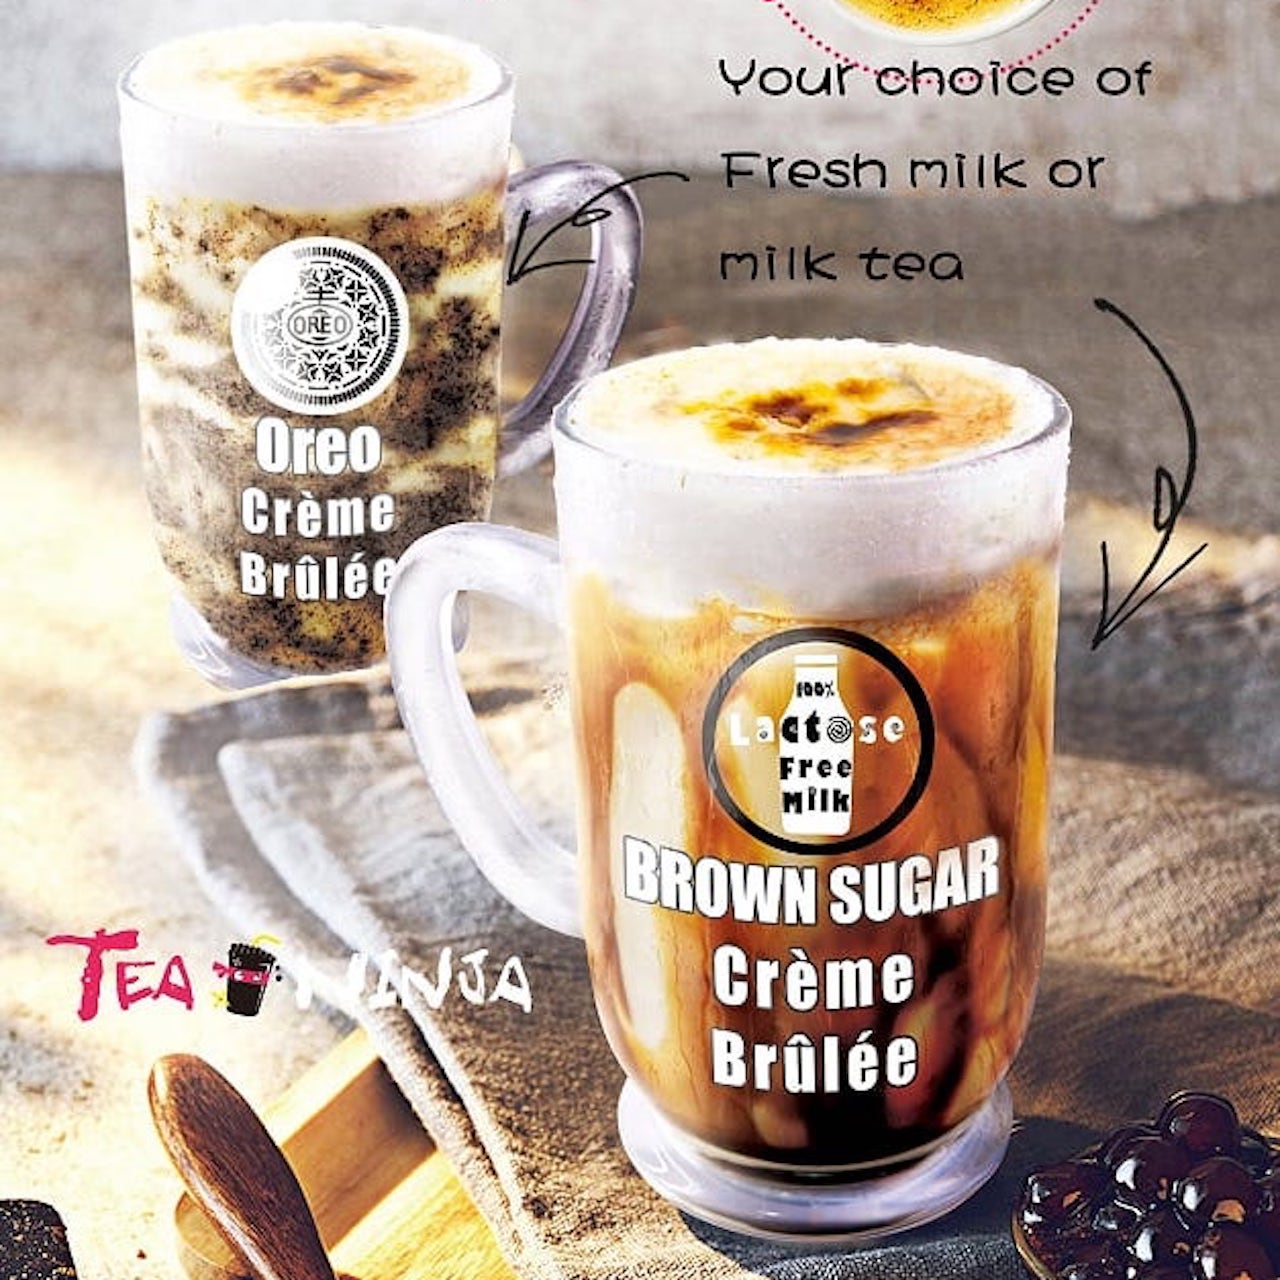 Your choice of
Fresh milk or
milk tea
OREO
Oreo
Crème
Brûlée
100%
Lactose
Free
Milk
BROWN SUGAR
Crème
Brûlée
TEA NINJA